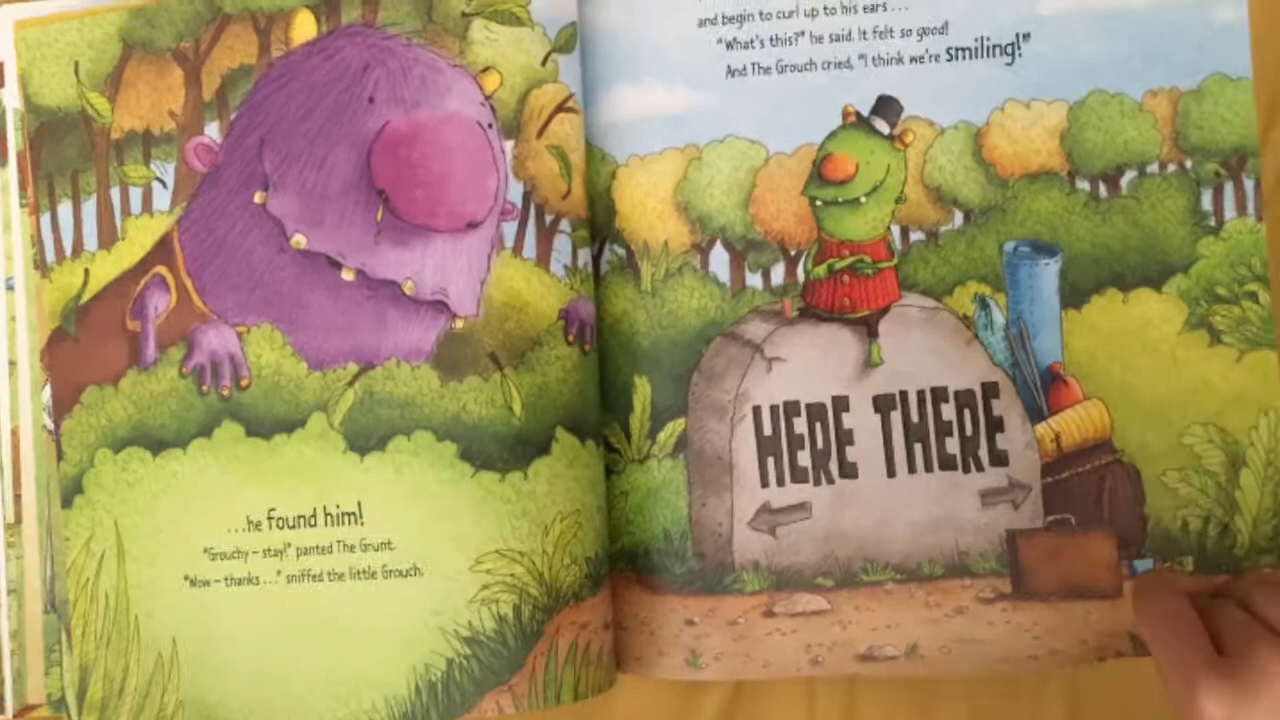 ...he found him!
"Grouchy – stay!" panted The Grunt.
"Wow – thanks ..." sniffed the little Grouch.
and begin to curl up to his ears ...
"What's this?" he said. It felt so good!
And The Grouch cried, "I think we're smiling!"
HERE THERE